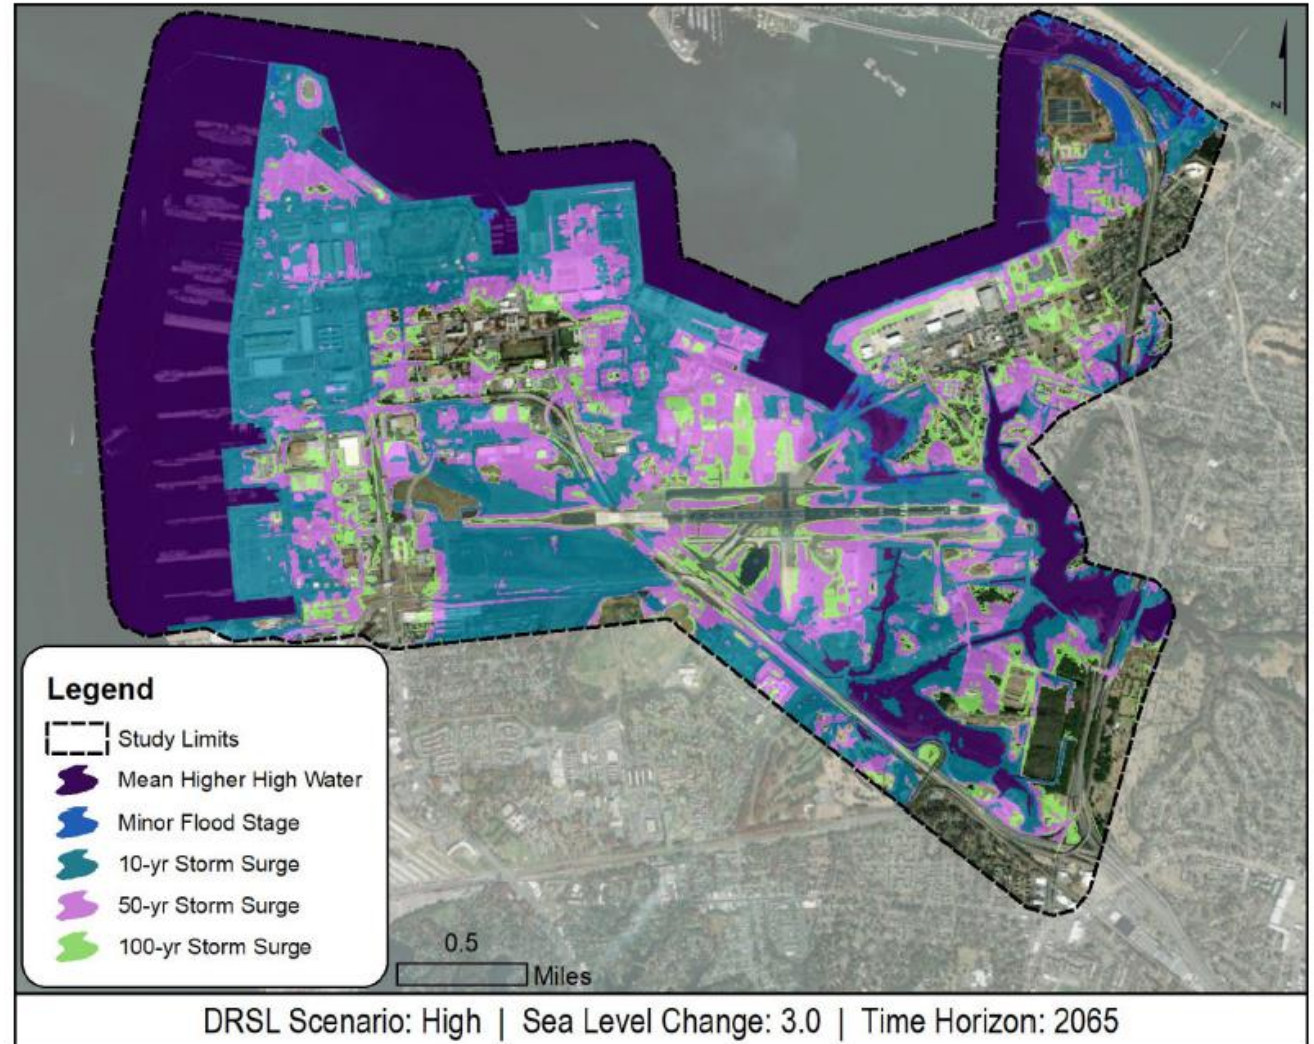 N
Legend
Study Limits
Mean Higher High Water
Minor Flood Stage
10-yr Storm Surge
50-yr Storm Surge
100-yr Storm Surge
0.5
Miles
DRSL Scenario: High | Sea Level Change: 3.0 | Time Horizon: 2065